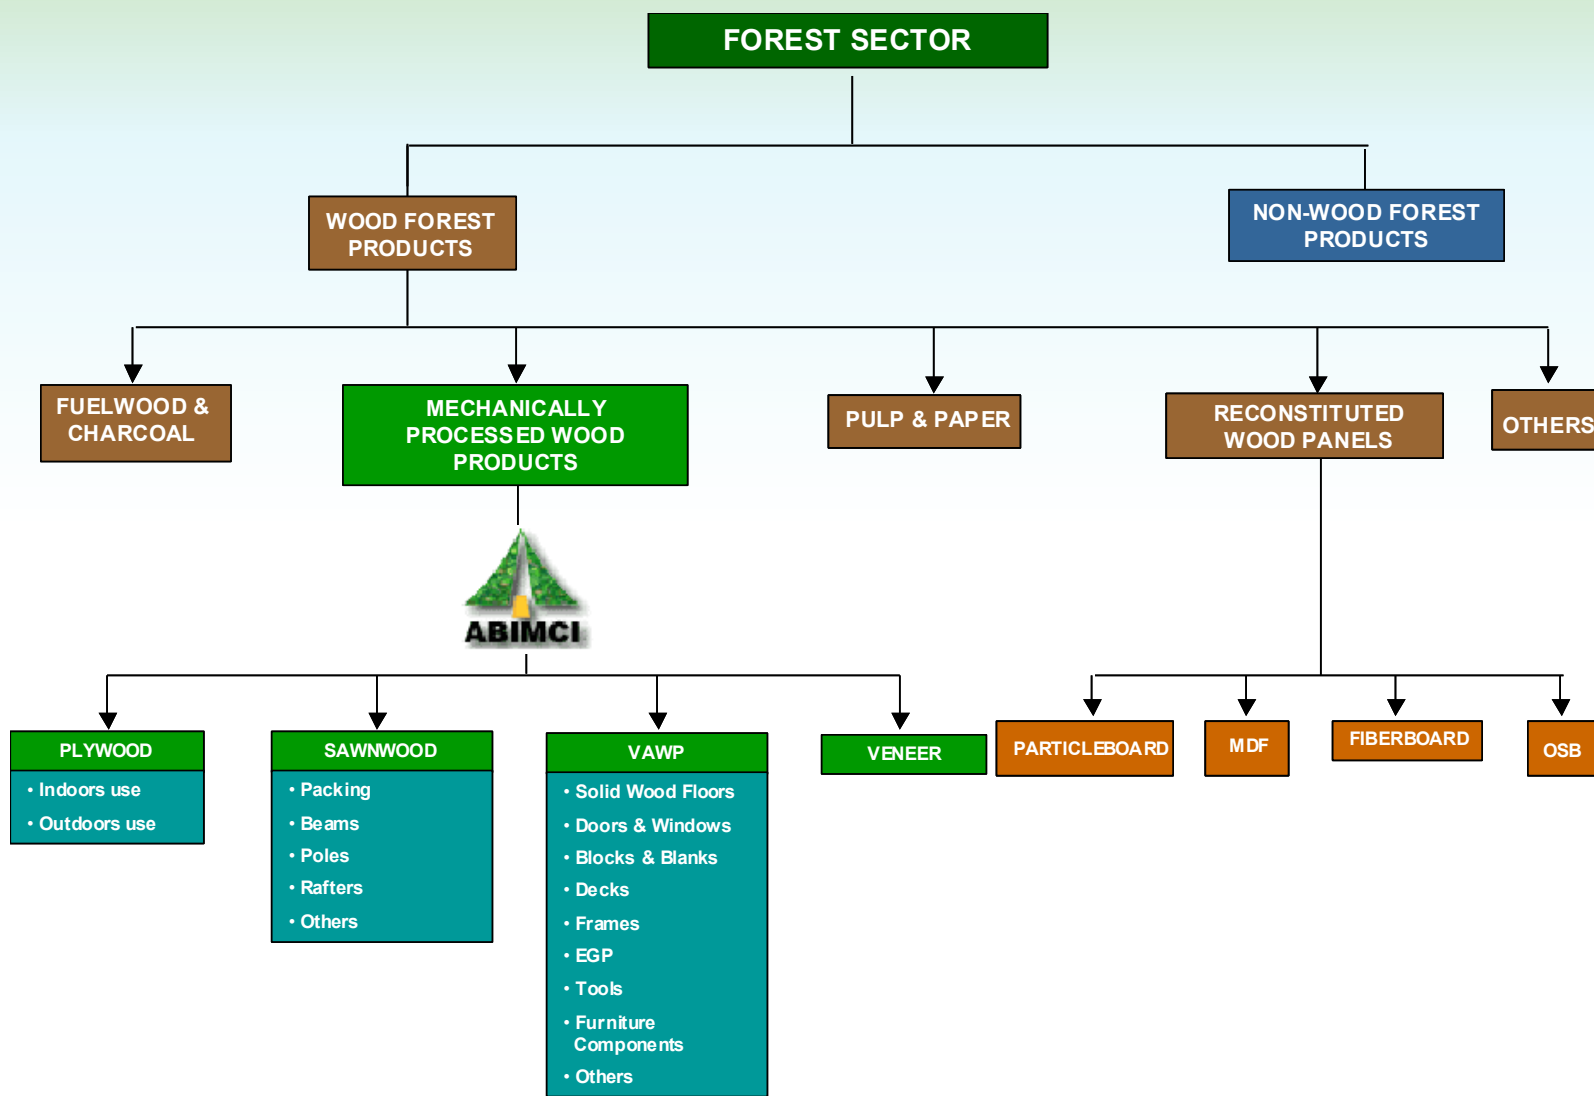 FOREST SECTOR
WOOD FOREST
PRODUCTS
NON-WOOD FOREST
PRODUCTS
FUELWOOD &
CHARCOAL
MECHANICALLY
PROCESSED WOOD
PRODUCTS
PULP & PAPER
RECONSTITUTED
WOOD PANELS
OTHERS
ABIMCI
PLYWOOD
• Indoors use
• Outdoors use
SAWNWOOD
• Packing
• Beams
• Poles
• Rafters
• Others
VAWP
• Solid Wood Floors
• Doors & Windows
• Blocks & Blanks
• Decks
• Frames
• EGP
• Tools
• Furniture
Components
• Others
VENEER
PARTICLEBOARD
MDF
FIBERBOARD
OSB